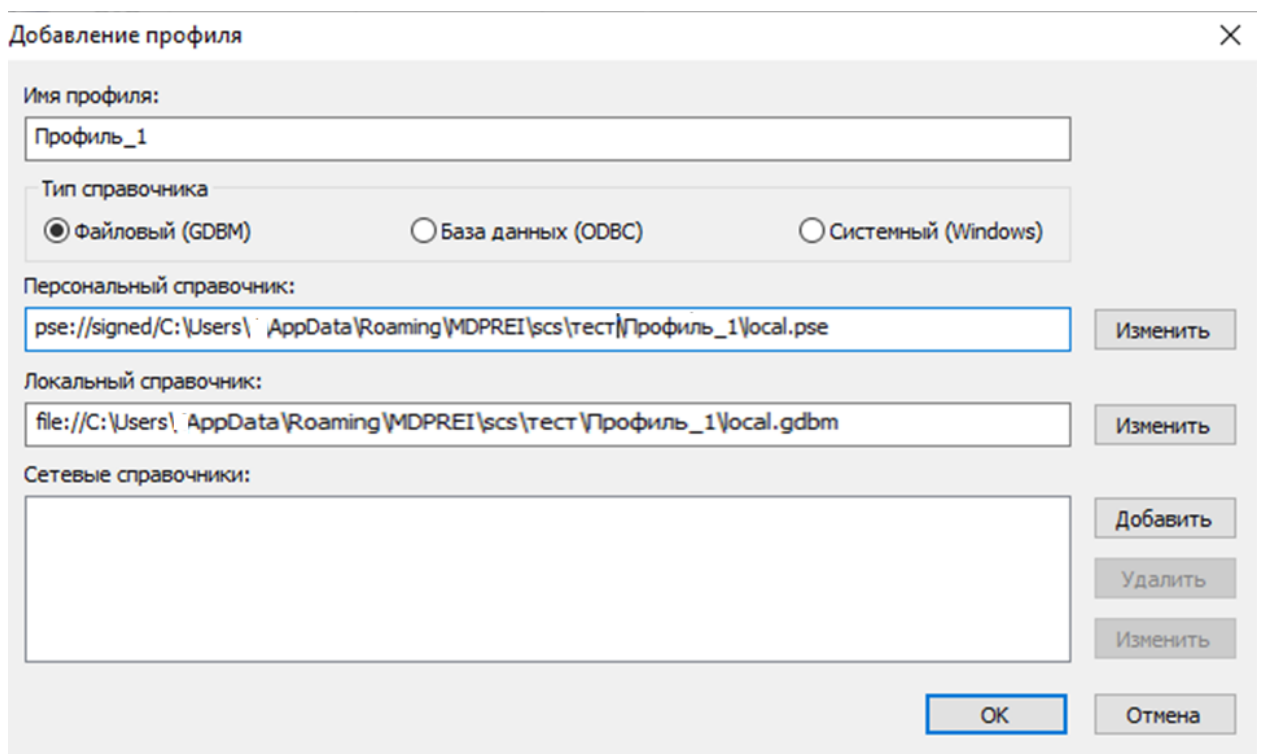 Добавление профиля
Имя профиля:
Профиль_1
Тип справочника
Файловый (GDBM) База данных (ODBC) Системный (Windows)
Персональный справочник:
pse://signed/C:\Users\ AppData\Roaming\MDPREI\scs\тест\Профиль_1\local.pse Изменить
Локальный справочник:
file://C:\Users\ AppData\Roaming\MDPREI\scs\тест\Профиль_1\local.gdbm Изменить
Сетевые справочники:
Добавить
Удалить
Изменить
OK Отмена